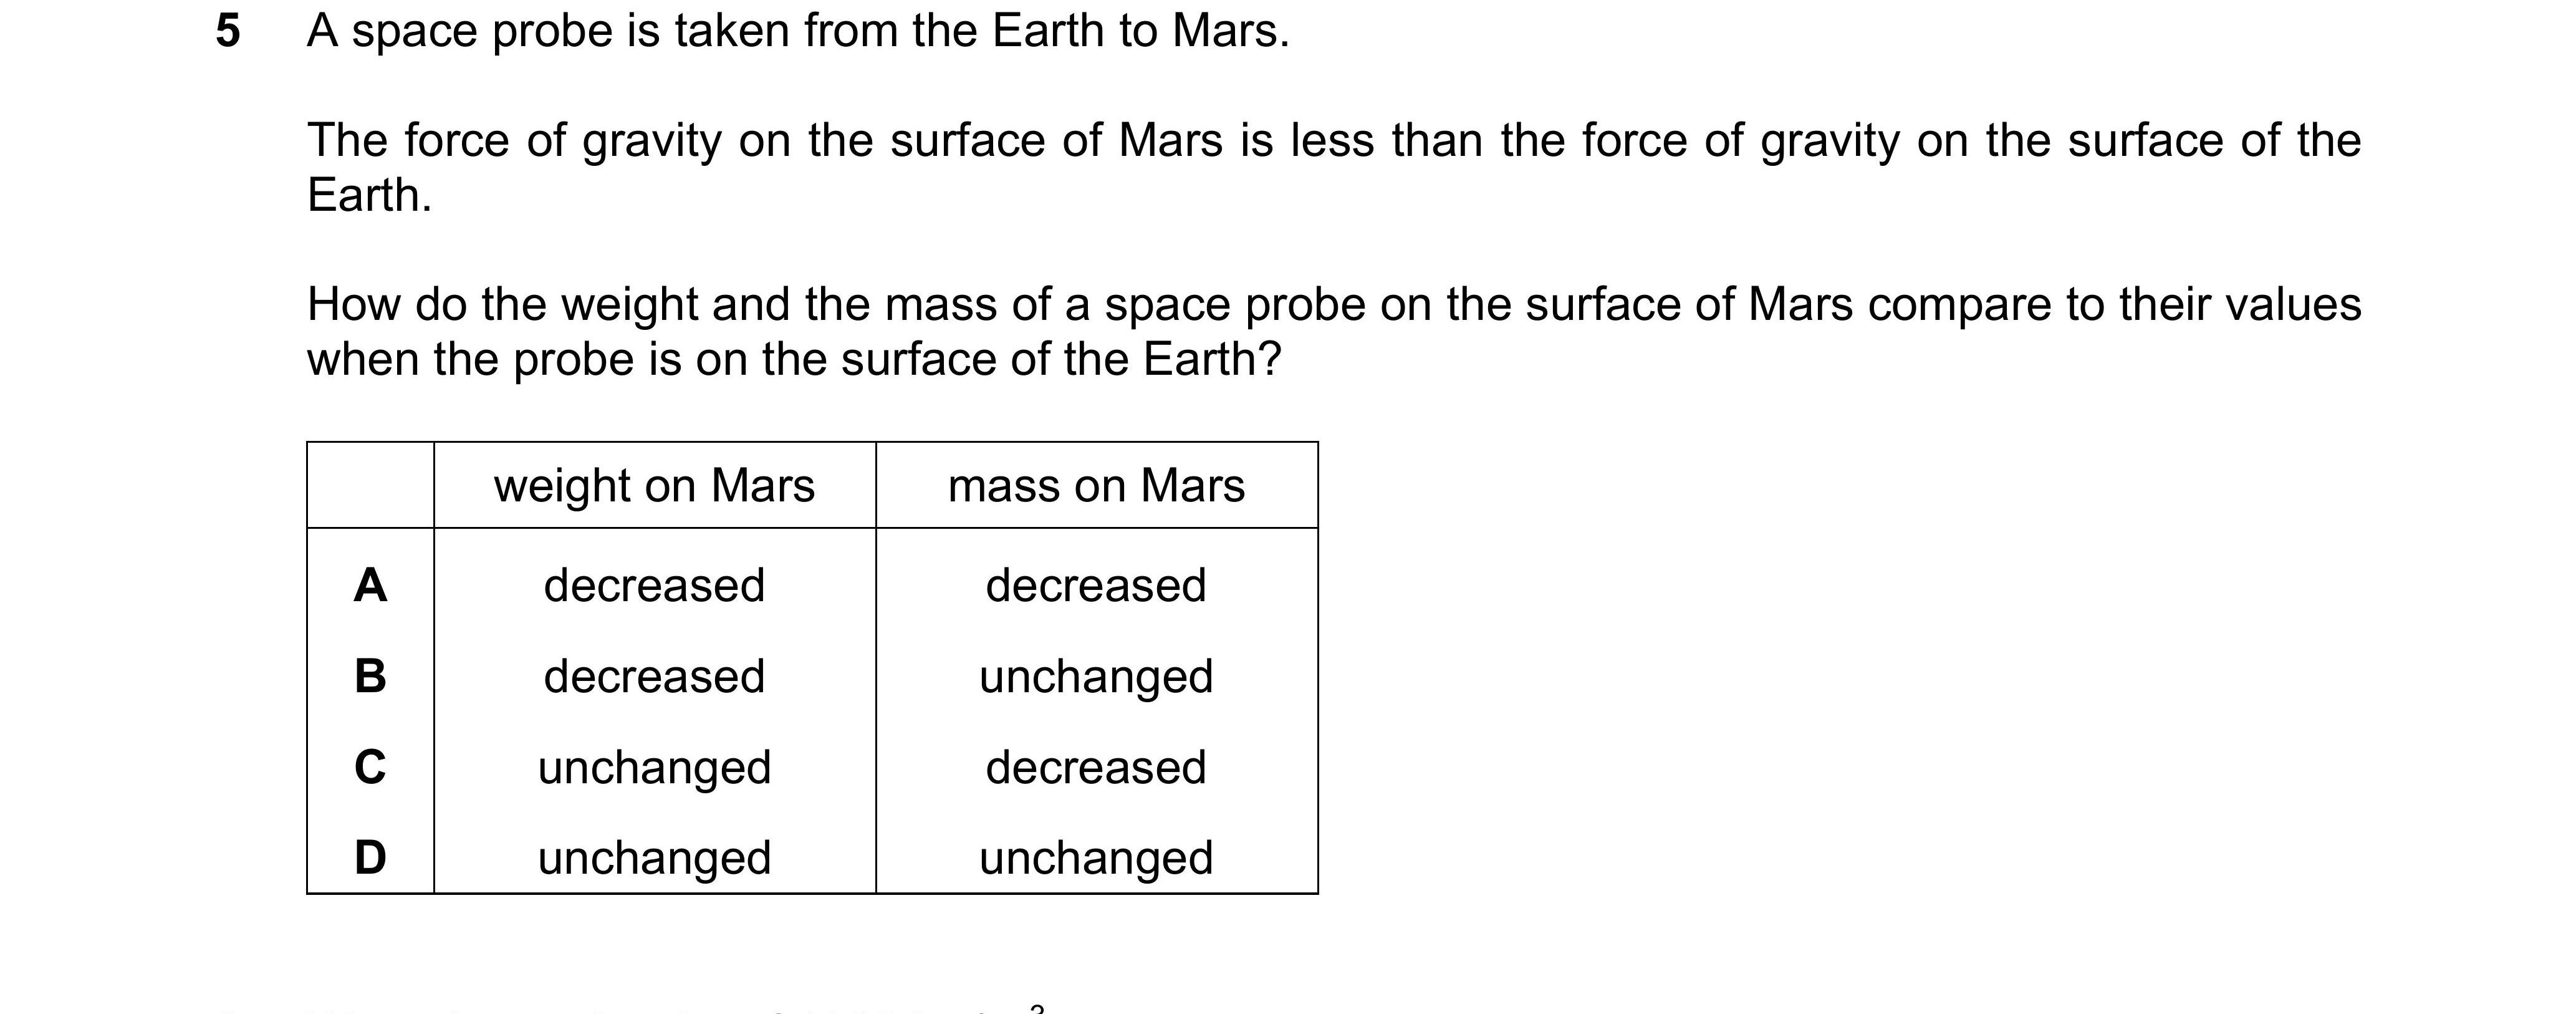 5 A space probe is taken from the Earth to Mars.
The force of gravity on the surface of Mars is less than the force of gravity on the surface of the
Earth.
How do the weight and the mass of a space probe on the surface of Mars compare to their values
when the probe is on the surface of the Earth?
weight on Mars mass on Mars
A decreased decreased
B decreased unchanged
C unchanged decreased
D unchanged unchanged